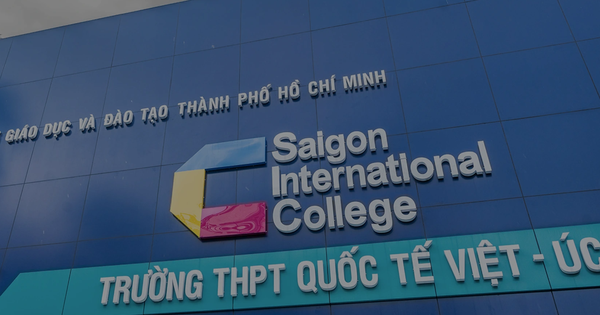 GIÁO DỤC VÀ ĐÀO TẠO THÀNH PHỐ HỒ CHÍ MINH
Saigon
International
College
TRƯỜNG THPT QUỐC TẾ VIỆT - ÚC